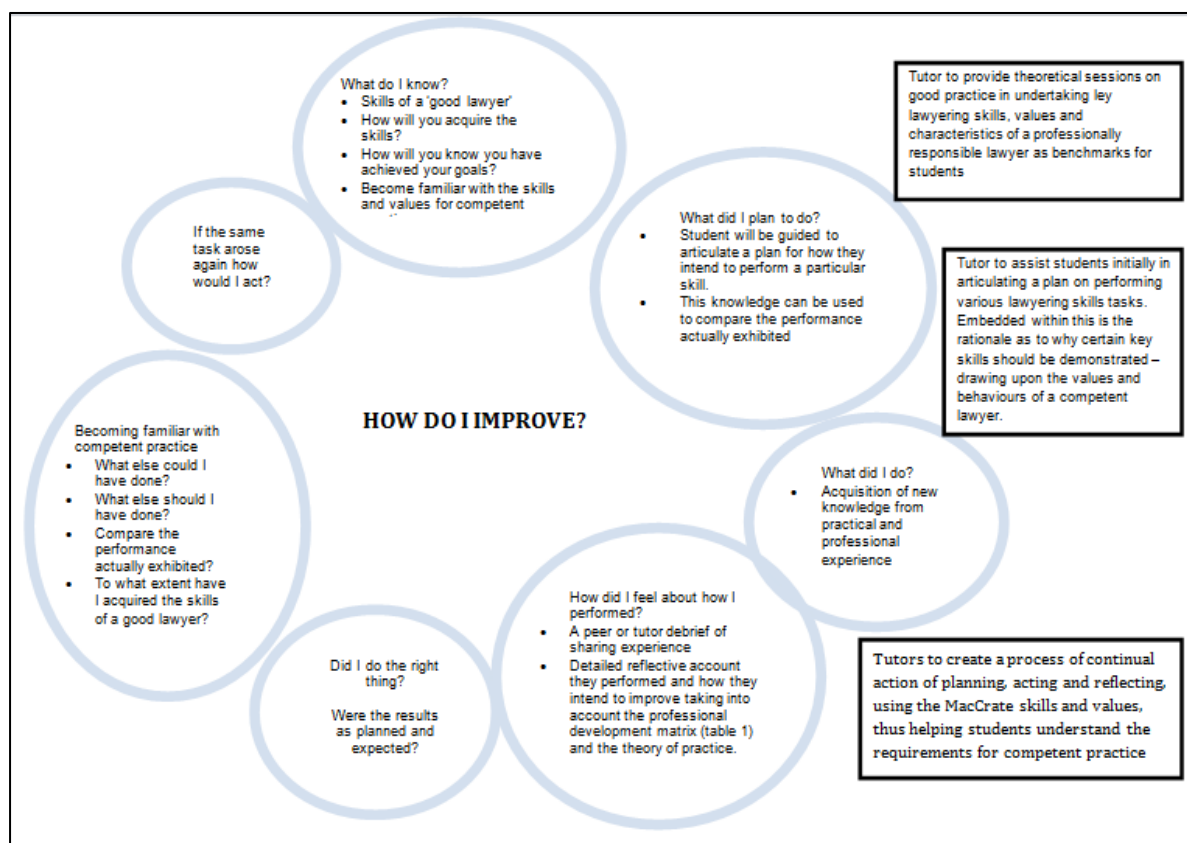 What do I know?
• Skills of a 'good lawyer'
• How will you acquire the
skills?
• How will you know you have
achieved your goals?
• Become familiar with the skills
and values for competent
Tutor to provide theoretical sessions on
good practice in undertaking ley
lawyering skills, values and
characteristics of a professionally
responsible lawyer as benchmarks for
students
What did I plan to do?
• Student will be guided to
articulate a plan for how they
intend to perform a particular
skill.
• This knowledge can be used
to compare the performance
actually exhibited
Tutor to assist students initially in
articulating a plan on performing
various lawyering skills tasks.
Embedded within this is the
rationale as to why certain key
skills should be demonstrated –
drawing upon the values and
behaviours of a competent
lawyer.
What did I do?
• Acquisition of new
knowledge from
practical and
professional
experience
How did I feel about how I
performed?
• A peer or tutor debrief of
sharing experience
• Detailed reflective account
they performed and how they
intend to improve taking into
account the professional
development matrix (table 1)
and the theory of practice.
Tutors to create a process of continual
action of planning, acting and reflecting,
using the MacCrate skills and values,
thus helping students understand the
requirements for competent practice
Did I do the right
thing?
Were the results
as planned and
expected?
Becoming familiar with
competent practice
• What else could I
have done?
• What else should I
have done?
• Compare the
performance
actually exhibited?
• To what extent have
I acquired the skills
of a good lawyer?
If the same
task arose
again how
would I act?
HOW DO I IMPROVE?